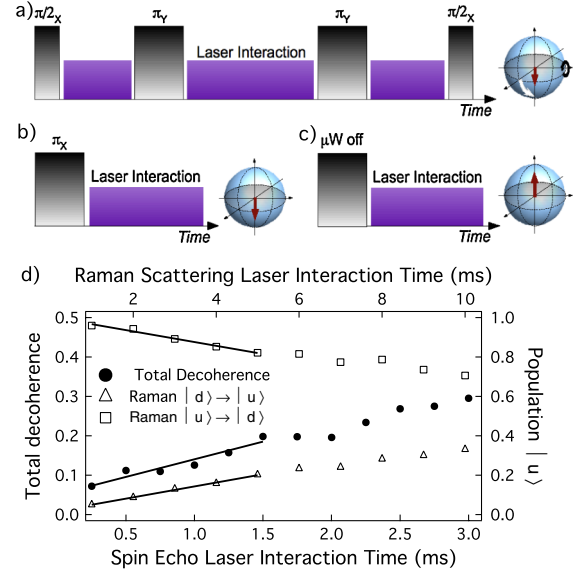 a) π/2X πY πY π/2X
Laser Interaction
Time
b) πX
Laser Interaction
Time
c) μW off
Laser Interaction
Time
d) Raman Scattering Laser Interaction Time (ms)
2 4 6 8 10
Total decoherence
0.5
0.4
0.3
0.2
0.1
0.0
Total Decoherence
Raman | d ⟩→| u ⟩
Raman | u ⟩→| d ⟩
1.0
0.8
0.6
0.4
0.2
0.0
Population | u ⟩
0.5 1.0 1.5 2.0 2.5 3.0
Spin Echo Laser Interaction Time (ms)